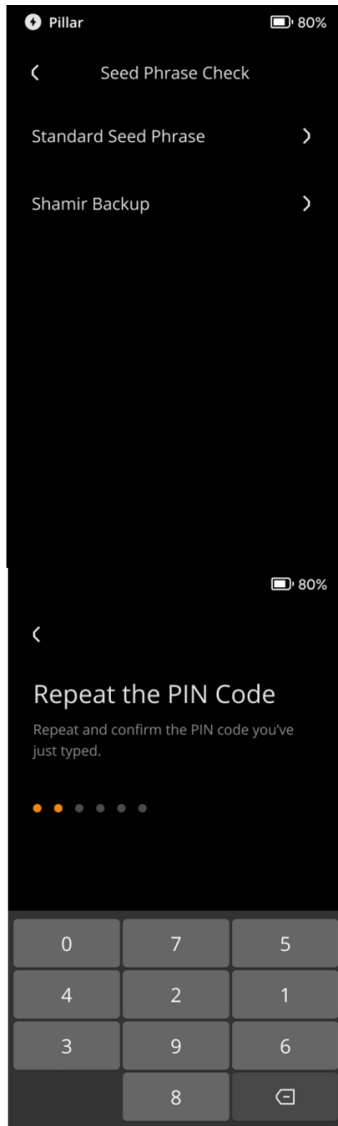 Pillar 80%
Seed Phrase Check
Standard Seed Phrase
Shamir Backup
80%
Repeat the PIN Code
Repeat and confirm the PIN code you've
just typed.
0 7 5
4 2 1
3 9 6
8